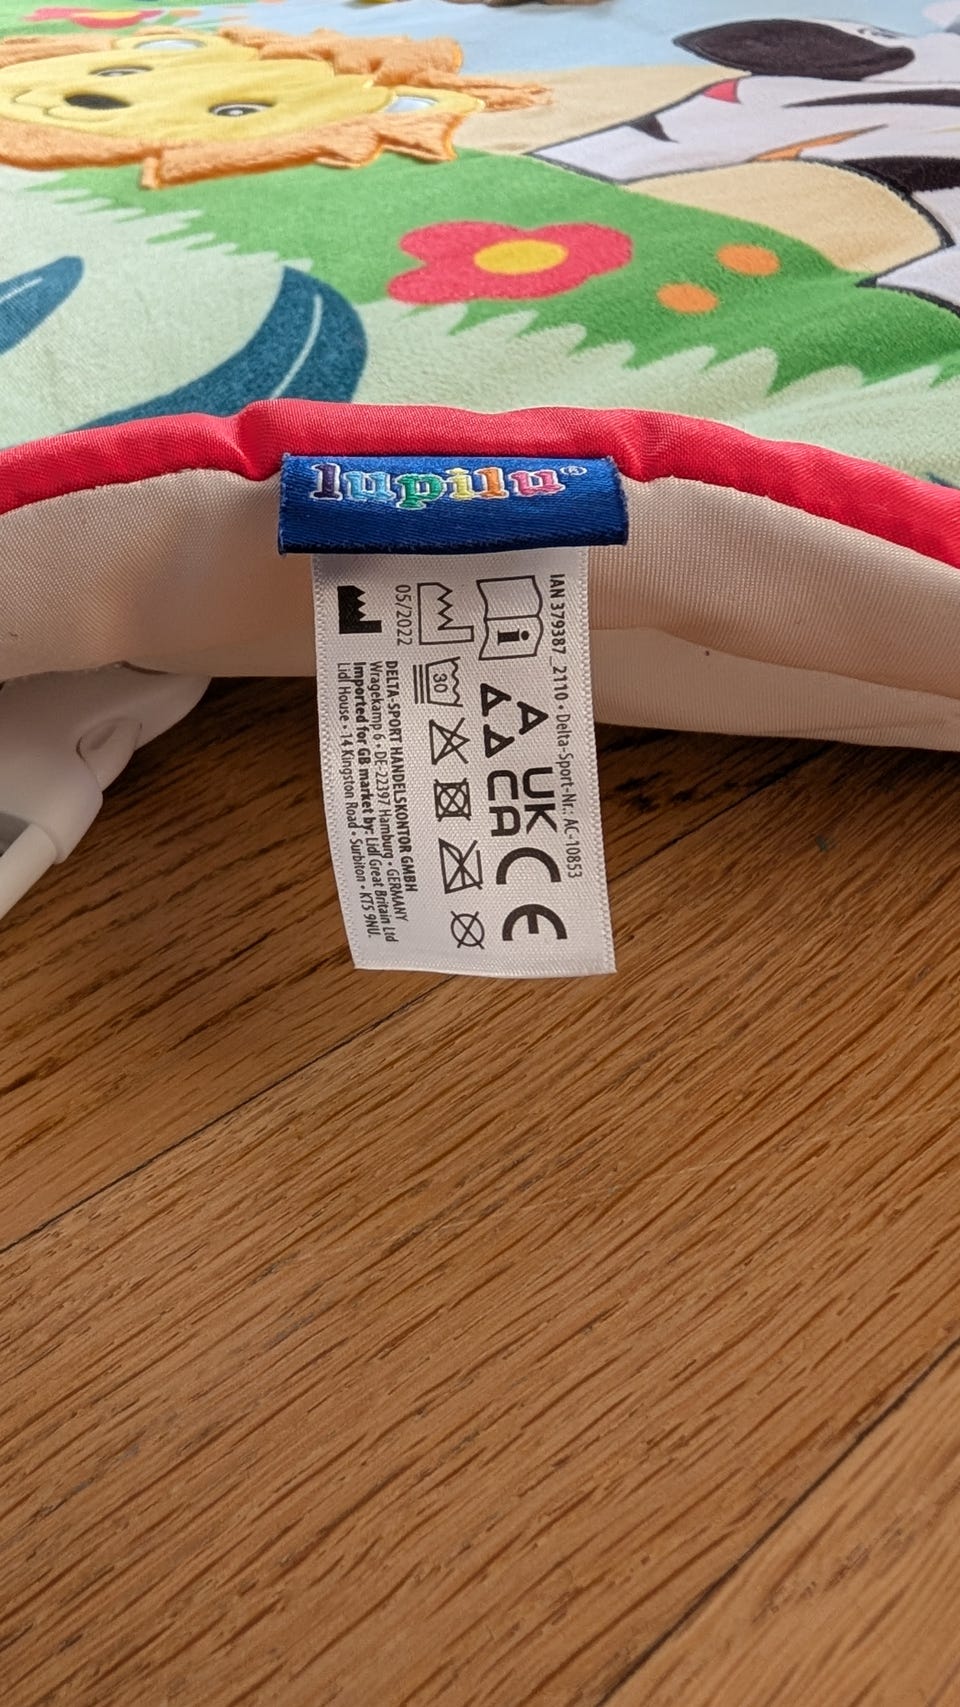 lupilu®
IAN 379387_2110 • Delta-Sport-Nr.: AC-10853
i
UK
CA
CE
05/2022
30
DELTA-SPORT HANDELSKONTOR GMBH
Wragekamp 6 • DE-22397 Hamburg • GERMANY
Imported for GB market by: Lidl Great Britain Ltd
Lidl House • 14 Kingston Road • Surbiton • KT5 9NU.